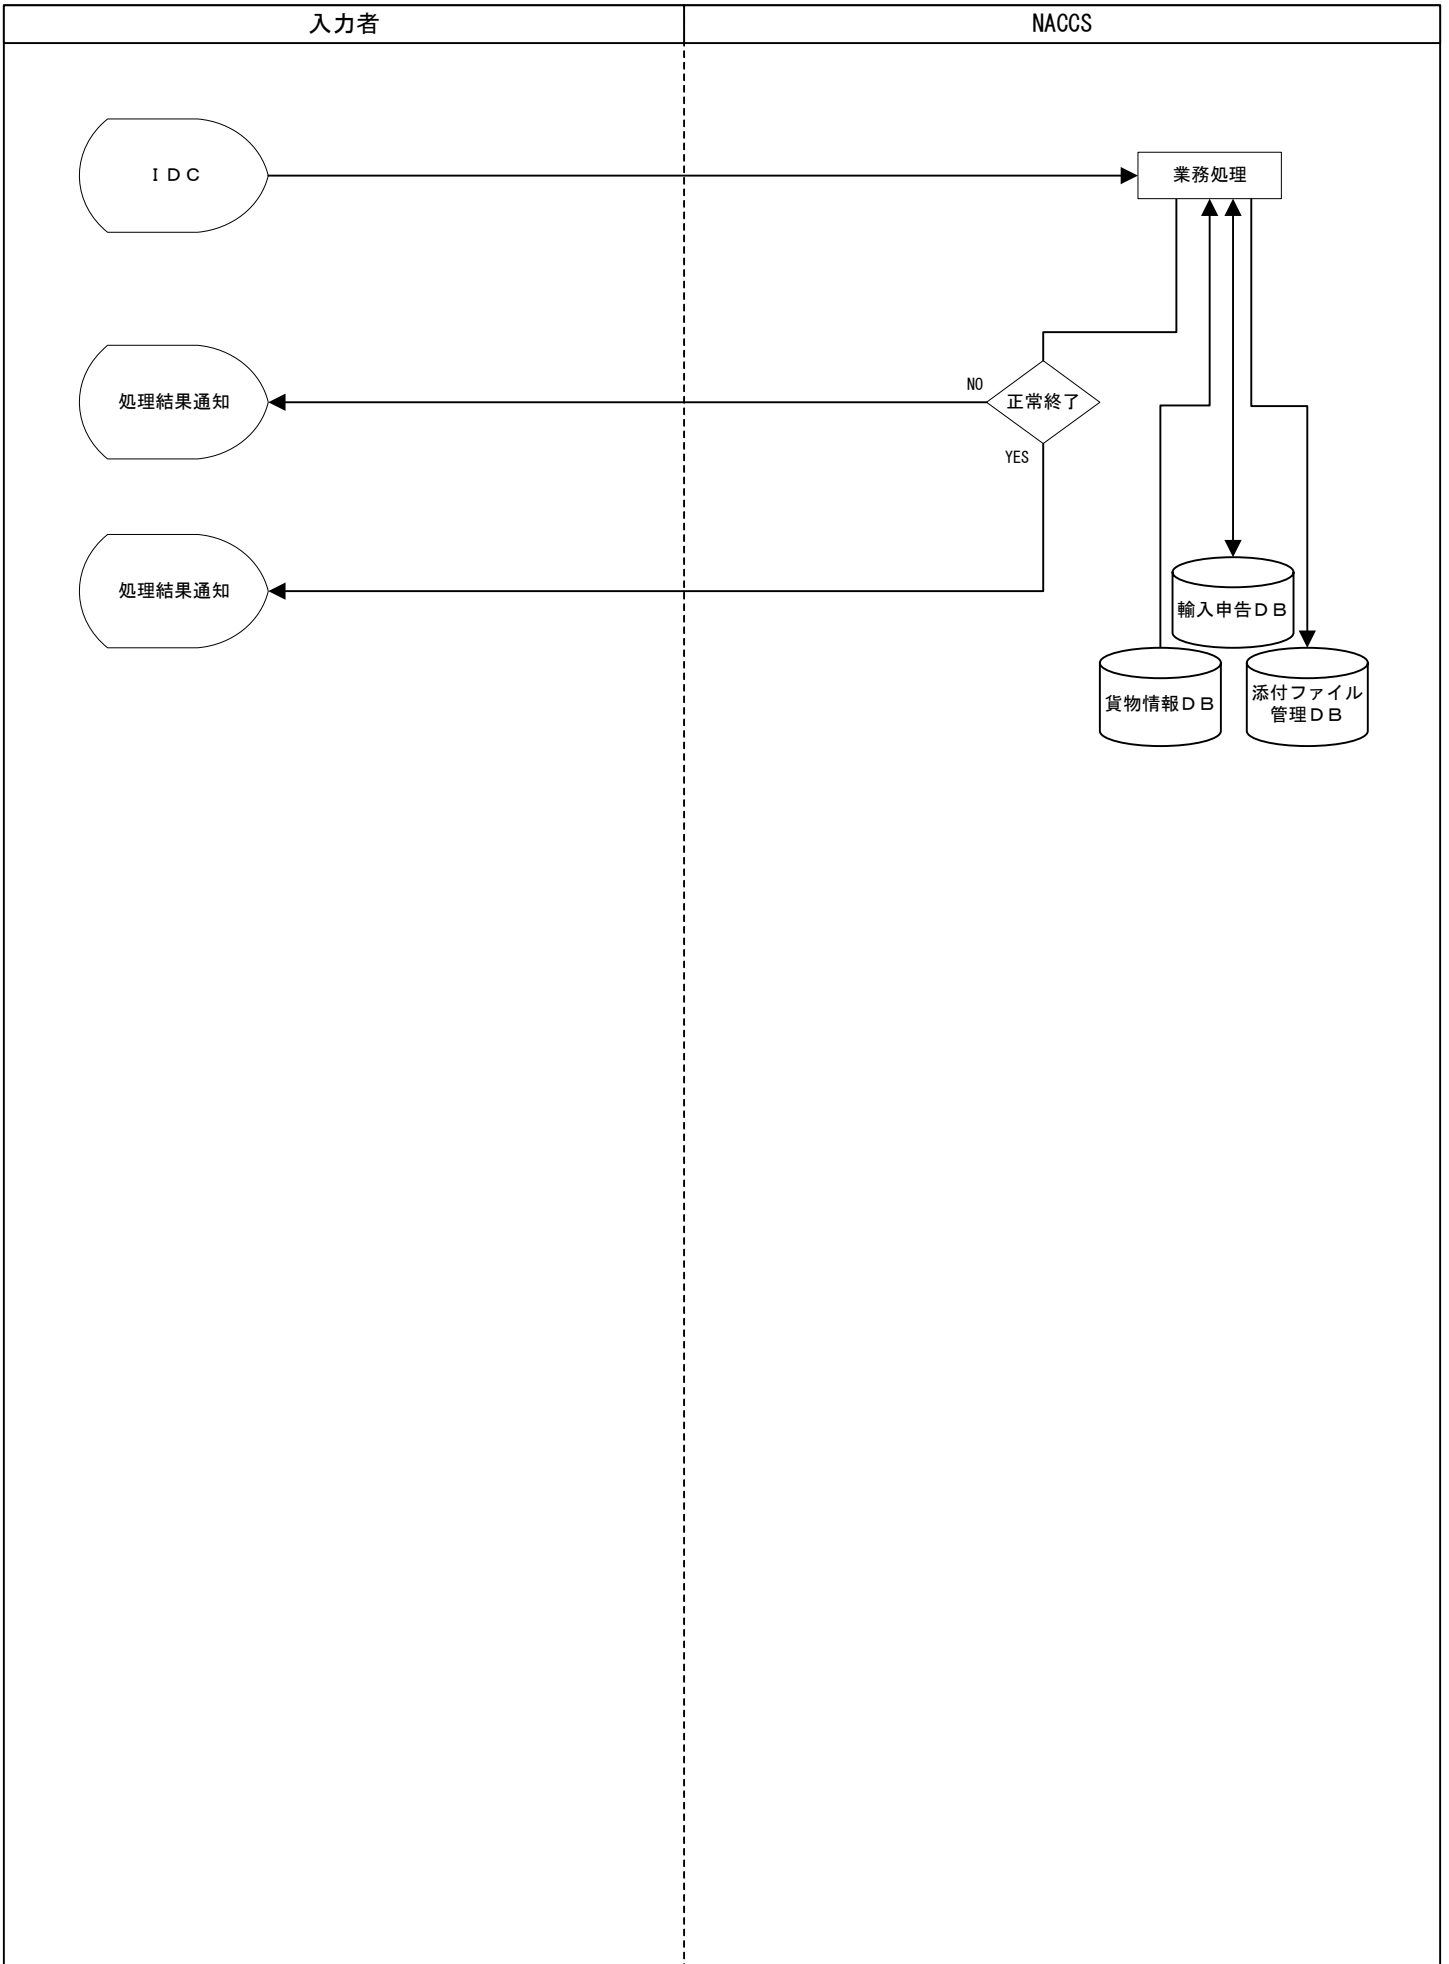 入力者
NACCS
ＩＤＣ
業務処理
処理結果通知
NO
正常終了
YES
処理結果通知
輸入申告ＤＢ
貨物情報ＤＢ
添付ファイル
管理ＤＢ